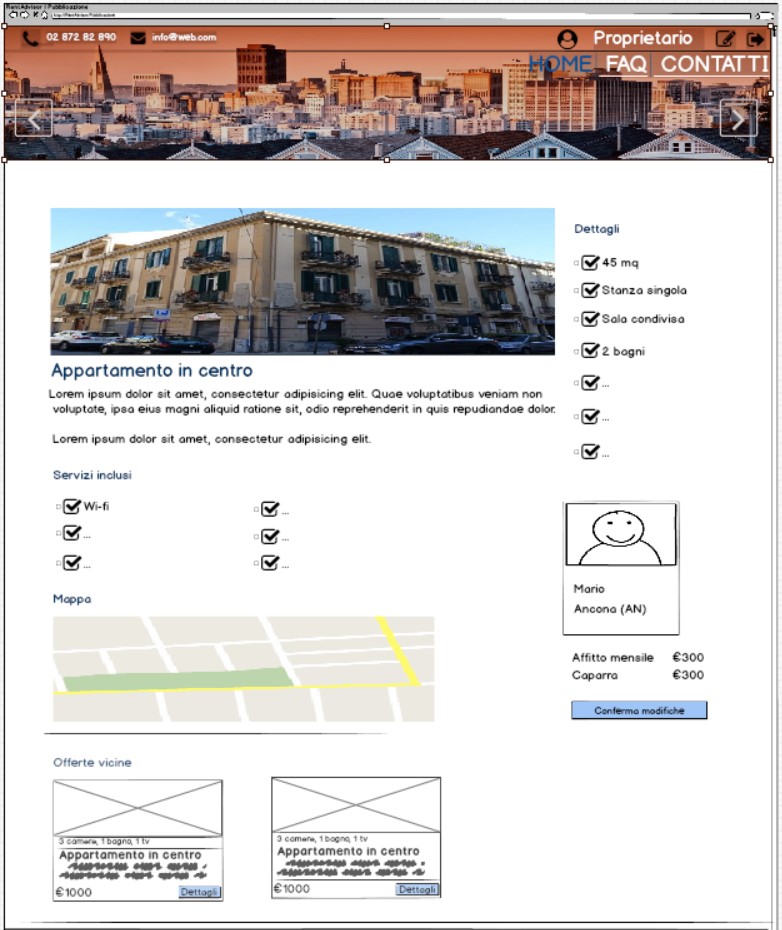 RentAdvisor | Pubblicazione
http://RentAdvisor.Pubblicazione
02 872 82 890 info@web.com Proprietario
HOME FAQ CONTATTI
Appartamento in centro
Lorem ipsum dolor sit amet, consectetur adipisicing elit. Quae voluptatibus veniam non
voluptate, ipsa eius magni aliquid ratione sit, odio reprehenderit in quis repudiandae dolor.
Lorem ipsum dolor sit amet, consectetur adipisicing elit.
Servizi inclusi
Wi-fi ...
... ...
... ...
Mappa
Dettagli
45 mq
Stanza singola
Sala condivisa
2 bagni
...
...
...
Mario
Ancona (AN)
Affitto mensile €300
Caparra €300
Conferma modifiche
Offerte vicine
3 camere, 1 bagno, 1 tv
Appartamento in centro
€1000 Dettagli
3 camere, 1 bagno, 1 tv
Appartamento in centro
€1000 Dettagli